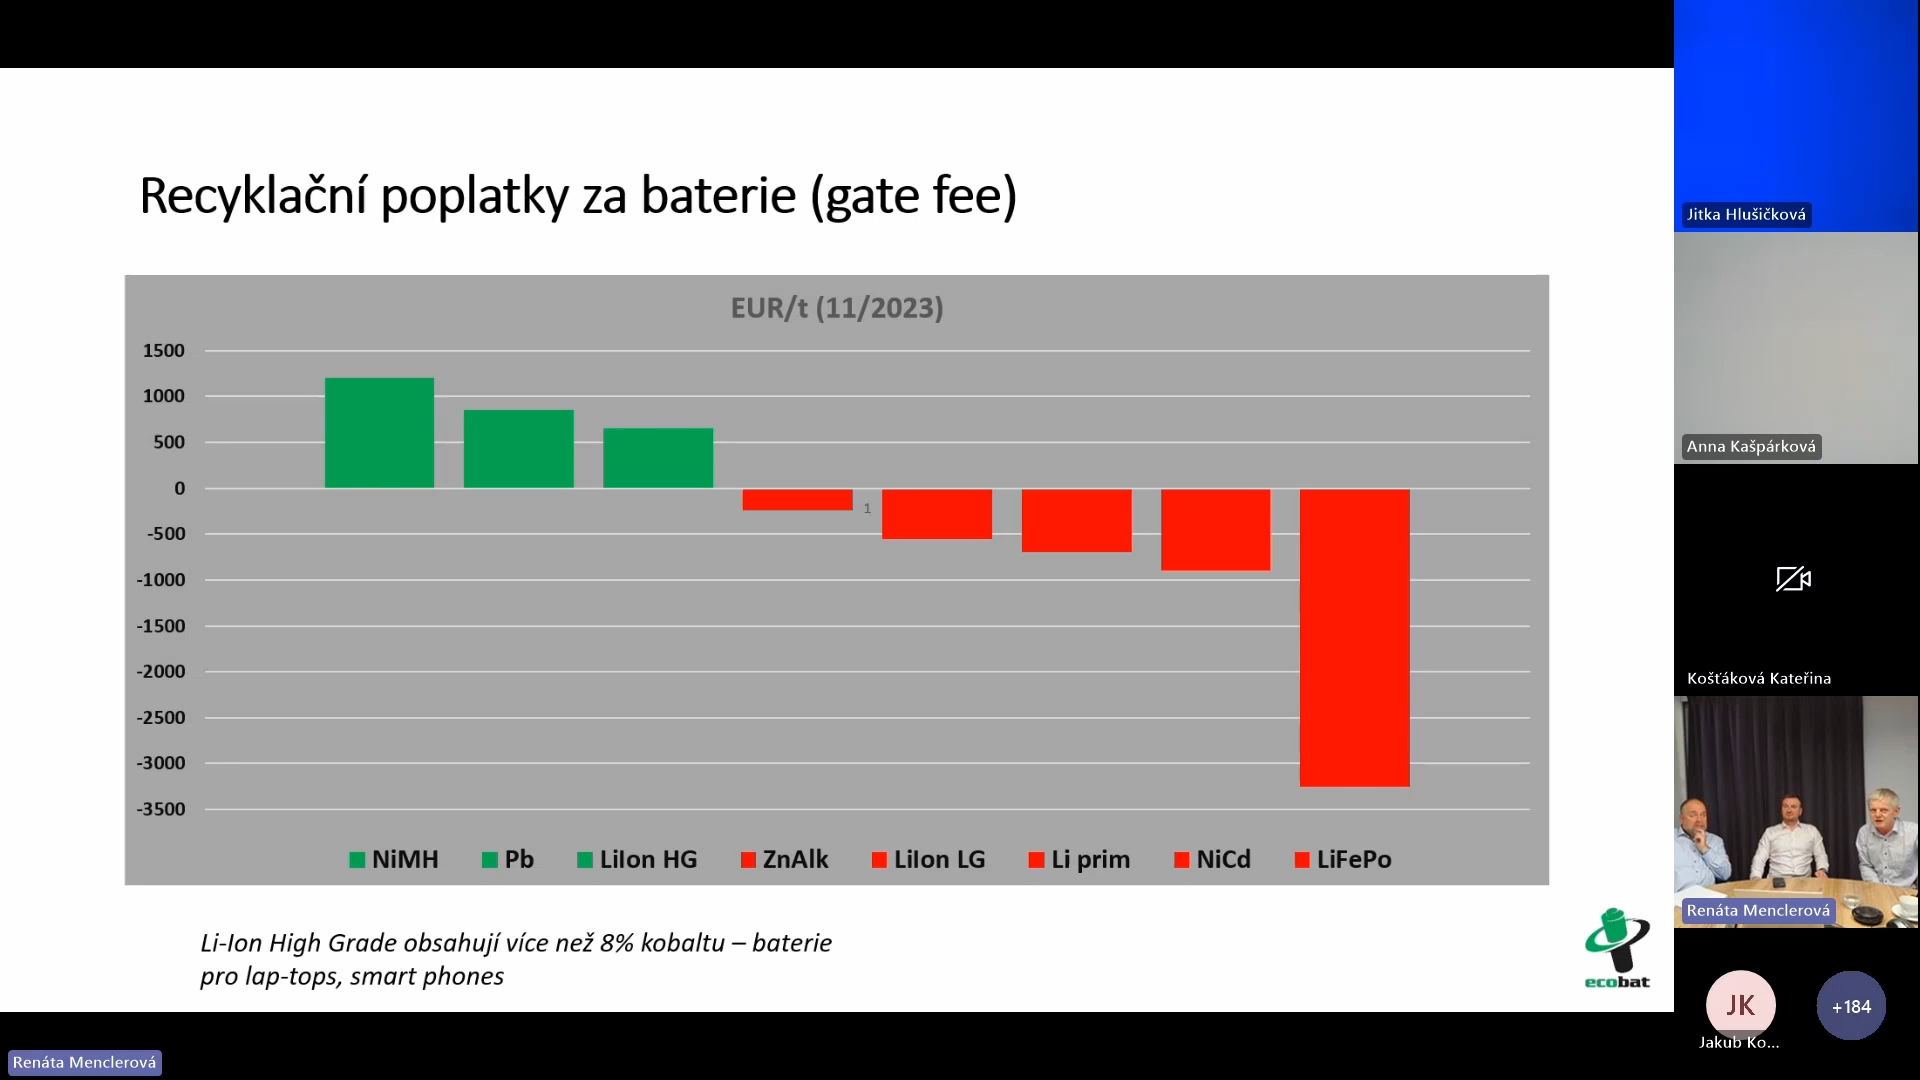 Recyklační poplatky za baterie (gate fee)
EUR/t (11/2023)
1500
1000
500
0
-500
-1000
-1500
-2000
-2500
-3000
-3500
1
NiMH Pb LiIon HG ZnAlk LiIon LG Li prim NiCd LiFePo
Li-Ion High Grade obsahují více než 8% kobaltu – baterie
pro lap-tops, smart phones
ecobat
Renáta Menclerová
Jitka Hlušičková
Anna Kašpárková
Košťáková Kateřina
Renáta Menclerová
JK
Jakub Ko...
+184